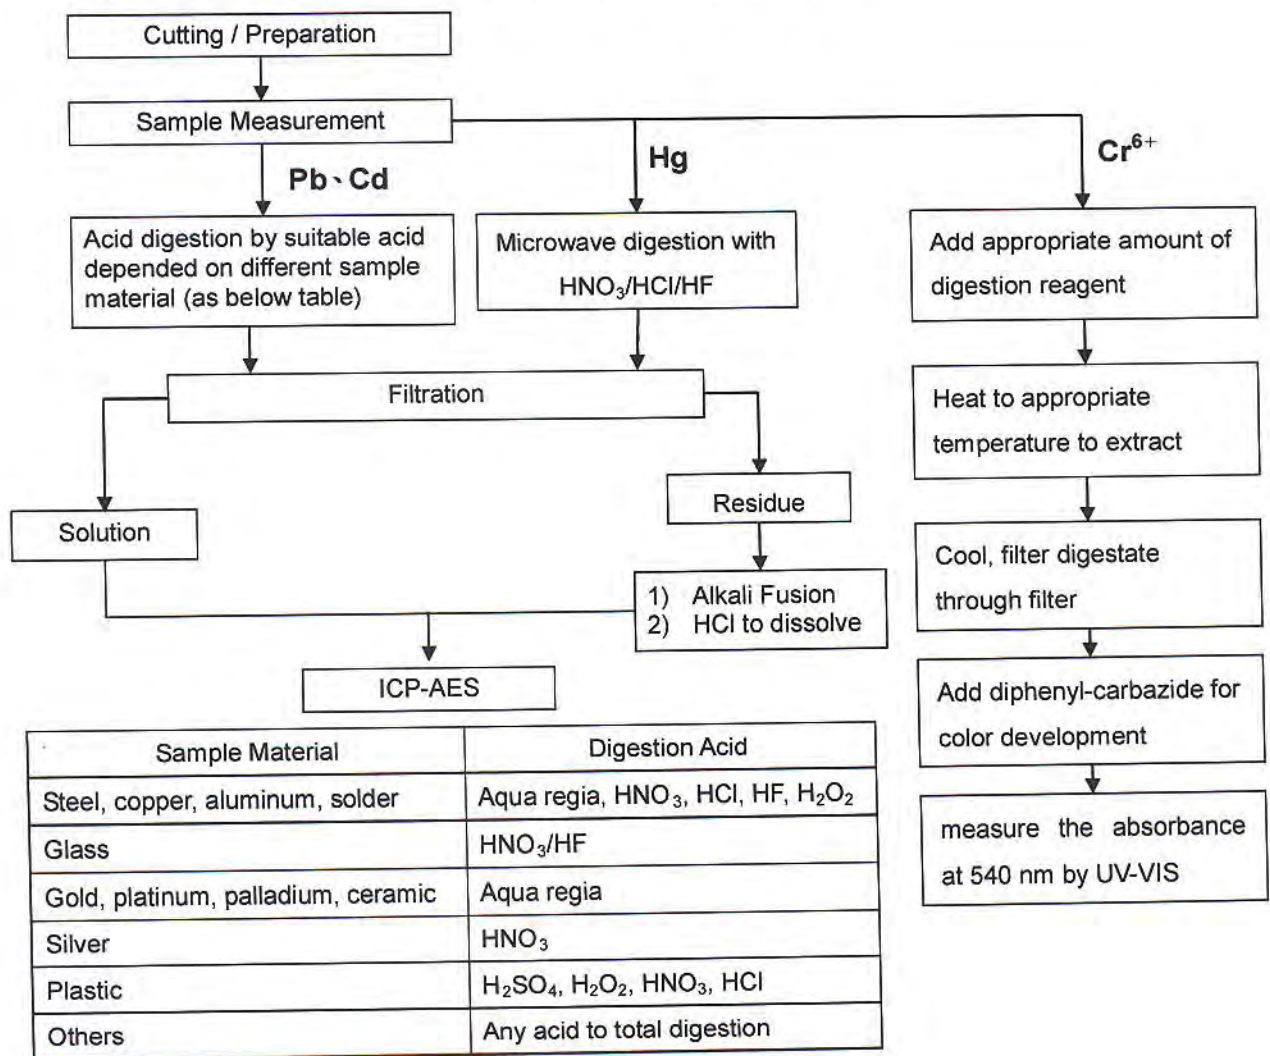 Cutting / Preparation
Sample Measurement
Pb、Cd
Hg
Cr⁶⁺
Acid digestion by suitable acid
depended on different sample
material (as below table)
Microwave digestion with
HNO₃/HCl/HF
Add appropriate amount of
digestion reagent
Filtration
Heat to appropriate
temperature to extract
Solution
Residue
1) Alkali Fusion
2) HCl to dissolve
Cool, filter digestate
through filter
ICP-AES
Add diphenyl-carbazide for
color development
measure the absorbance
at 540 nm by UV-VIS
Sample Material Digestion Acid
Steel, copper, aluminum, solder Aqua regia, HNO₃, HCl, HF, H₂O₂
Glass HNO₃/HF
Gold, platinum, palladium, ceramic Aqua regia
Silver HNO₃
Plastic H₂SO₄, H₂O₂, HNO₃, HCl
Others Any acid to total digestion